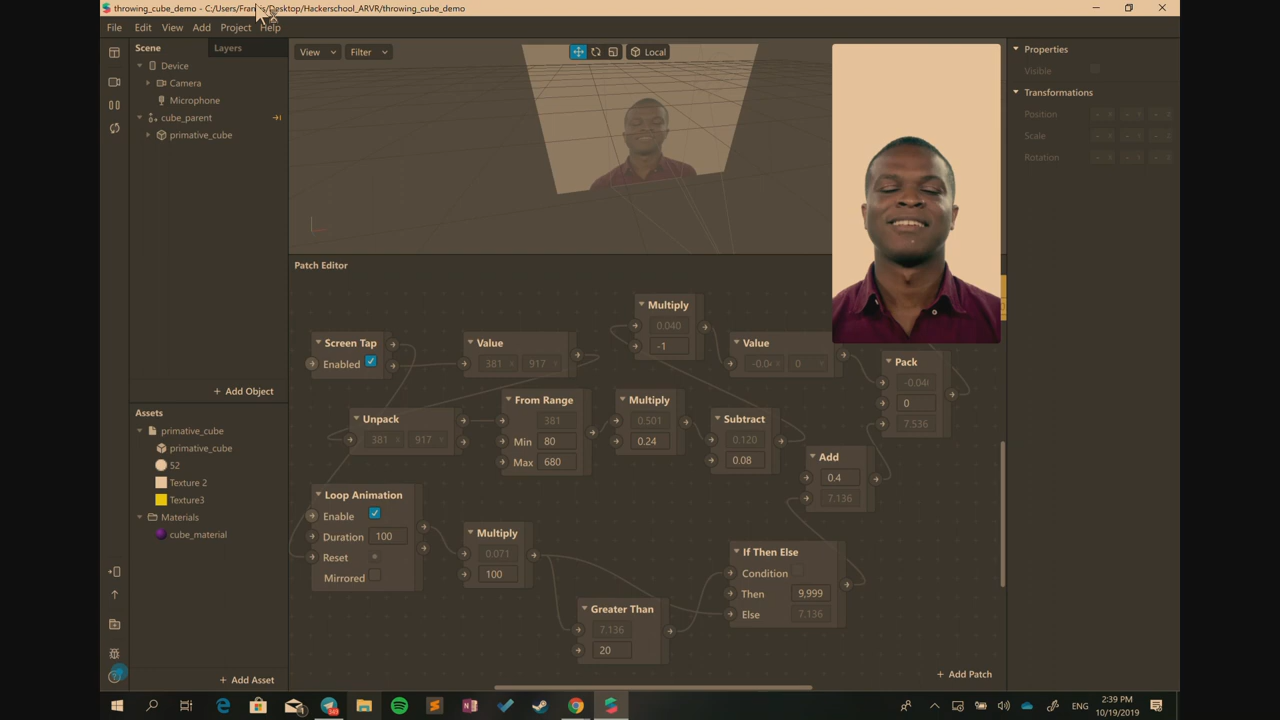 throwing_cube_demo - C:/Users/Francis/Desktop/Hackerschool_ARVR/throwing_cube_demo
File Edit View Add Project Help
Scene Layers
Device
Camera
Microphone
cube_parent
primative_cube
+ Add Object
Assets
primative_cube
primative_cube
52
Texture 2
Texture3
Materials
cube_material
+ Add Asset
View Filter Local
Patch Editor
Screen Tap
Enabled
Value
381 917
Multiply
0.040
-1
Value
0
Pack
0
7.536
Unpack
381 917
From Range
381
Min 80
Max 680
Multiply
0.501
0.24
Subtract
0.120
0.08
Add
0.4
7.136
Loop Animation
Enable
Duration 100
Reset
Mirrored
Multiply
0.071
100
Greater Than
7.136
20
If Then Else
Condition
Then 9,999
Else 7.136
+ Add Patch
Properties
Visible
Transformations
Position
Scale
Rotation
ENG
2:39 PM
10/19/2019